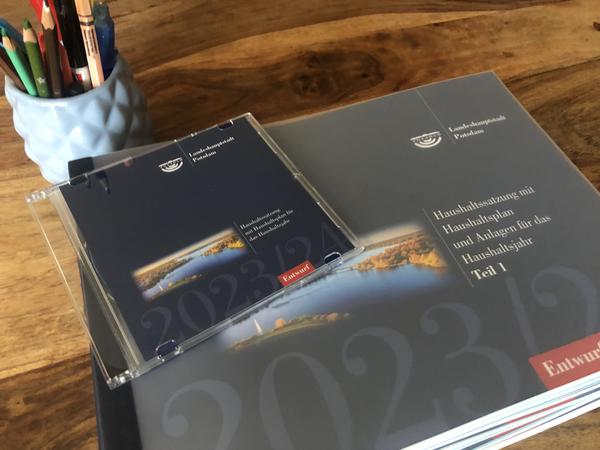 Landeshauptstadt
Potsdam
Haushaltssatzung
mit Haushaltsplan für
das Haushaltsjahr
2023/24
Entwurf
Landeshauptstadt
Potsdam
Haushaltssatzung mit
Haushaltsplan
und Anlagen für das
Haushaltsjahr
Teil 1
2023/2
Entwurf